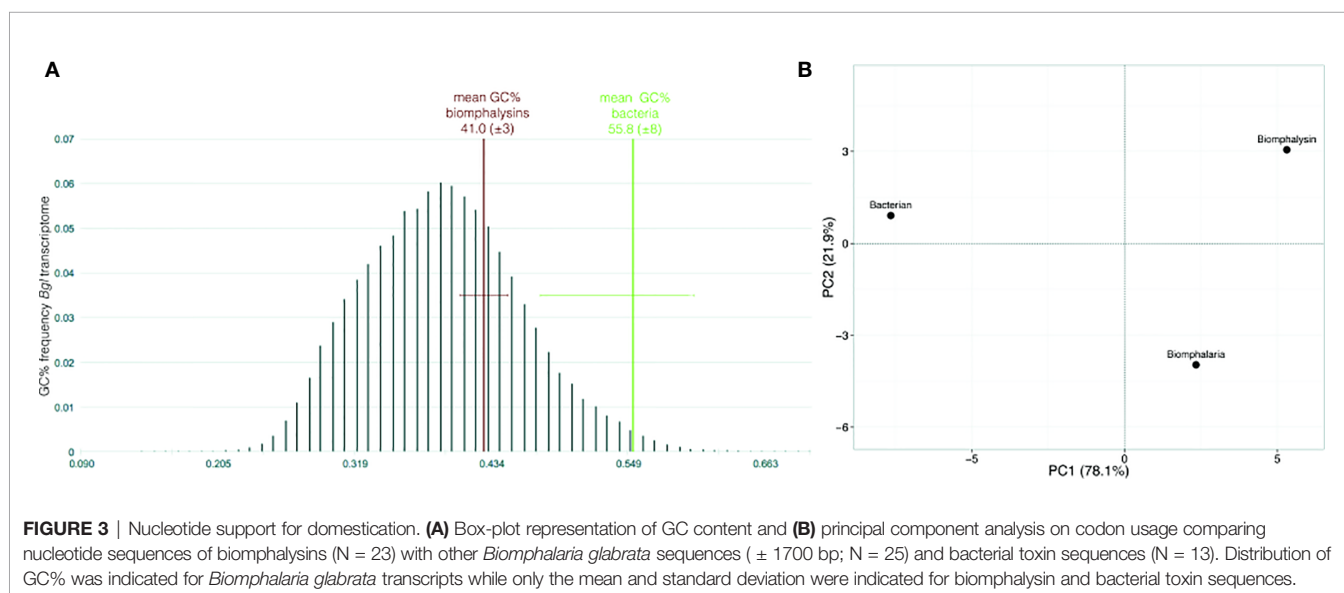 A
mean GC%
biomphalysins
41.0 (±3)
mean GC%
bacteria
55.8 (±8)
GC% frequency Bgl transcriptome
0.07
0.06
0.05
0.04
0.03
0.02
0.01
0
0.090
0.205
0.319
0.434
0.549
0.663
B
PC2 (21.9%)
3
0
-3
-6
Biomphalysin
Bacterian
Biomphalaria
-5
0
5
PC1 (78.1%)
FIGURE 3 | Nucleotide support for domestication. (A) Box-plot representation of GC content and (B) principal component analysis on codon usage comparing
nucleotide sequences of biomphalysins (N = 23) with other Biomphalaria glabrata sequences ( ± 1700 bp; N = 25) and bacterial toxin sequences (N = 13). Distribution of
GC% was indicated for Biomphalaria glabrata transcripts while only the mean and standard deviation were indicated for biomphalysin and bacterial toxin sequences.